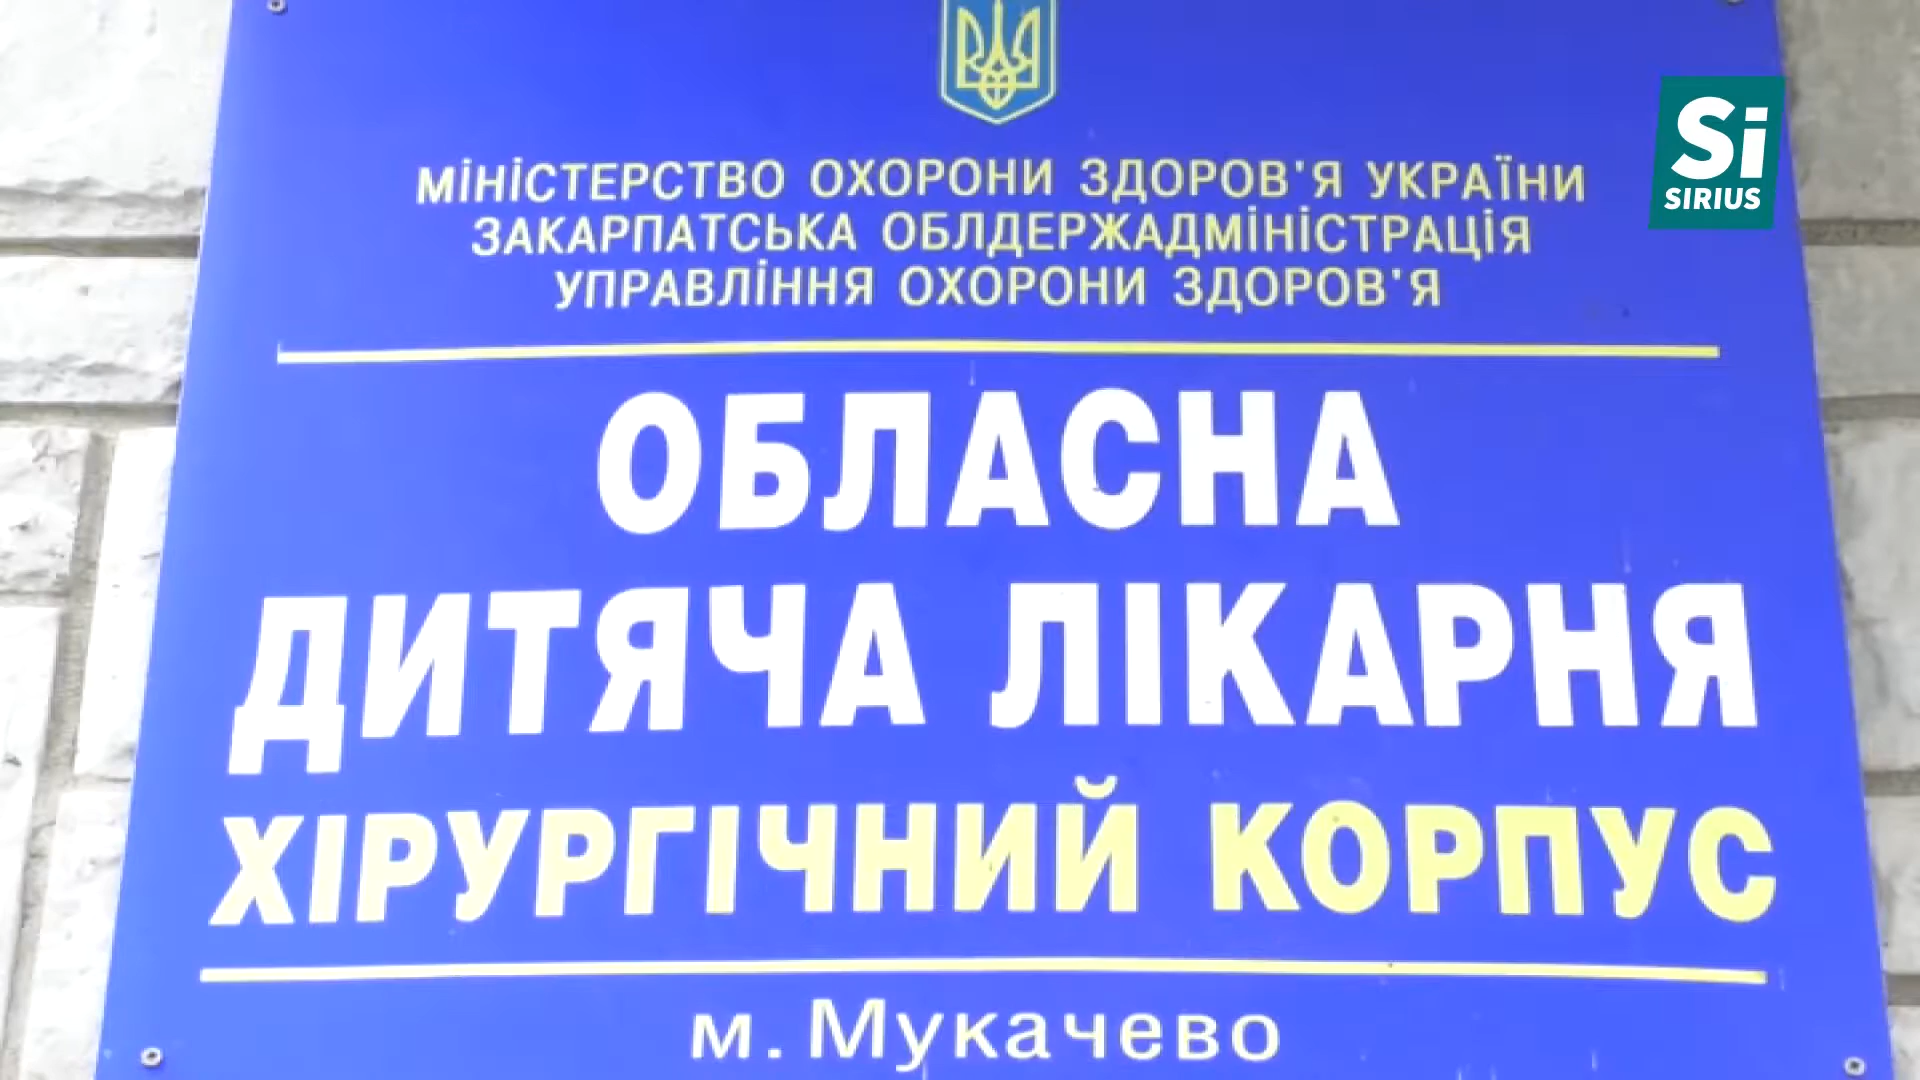 Si
SIRIUS
МІНІСТЕРСТВО ОХОРОНИ ЗДОРОВ'Я УКРАЇНИ
ЗАКАРПАТСЬКА ОБЛДЕРЖАДМІНІСТРАЦІЯ
УПРАВЛІННЯ ОХОРОНИ ЗДОРОВ'Я
ОБЛАСНА
ДИТЯЧА ЛІКАРНЯ
ХІРУРГІЧНИЙ КОРПУС
м. Мукачево